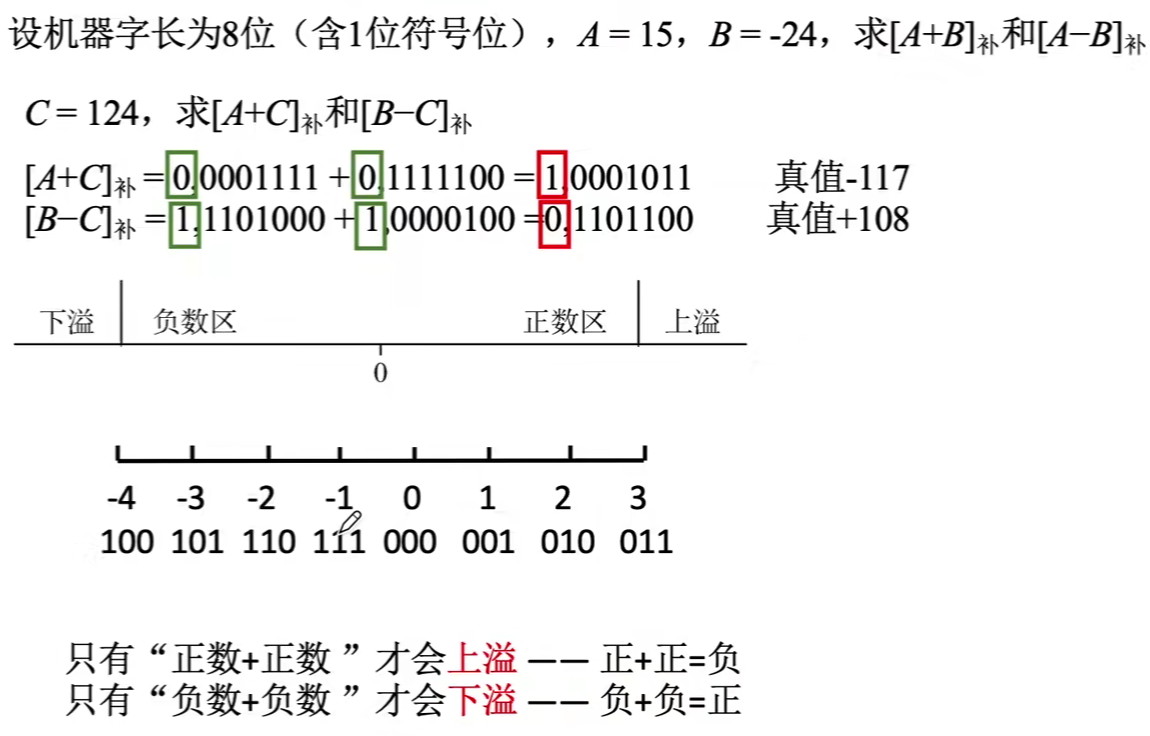 设机器字长为8位（含1位符号位），A = 15，B = -24，求[A+B]补和[A−B]补
C = 124，求[A+C]补和[B−C]补
[A+C]补 = 0,0001111 + 0,1111100 = 1,0001011 真值-117
[B−C]补 = 1,1101000 + 1,0000100 =0,1101100 真值+108
下溢 负数区 正数区 上溢
0
-4 -3 -2 -1 0 1 2 3
100 101 110 111 000 001 010 011
只有“正数+正数 ”才会上溢 —— 正+正=负
只有“负数+负数 ”才会下溢 —— 负+负=正